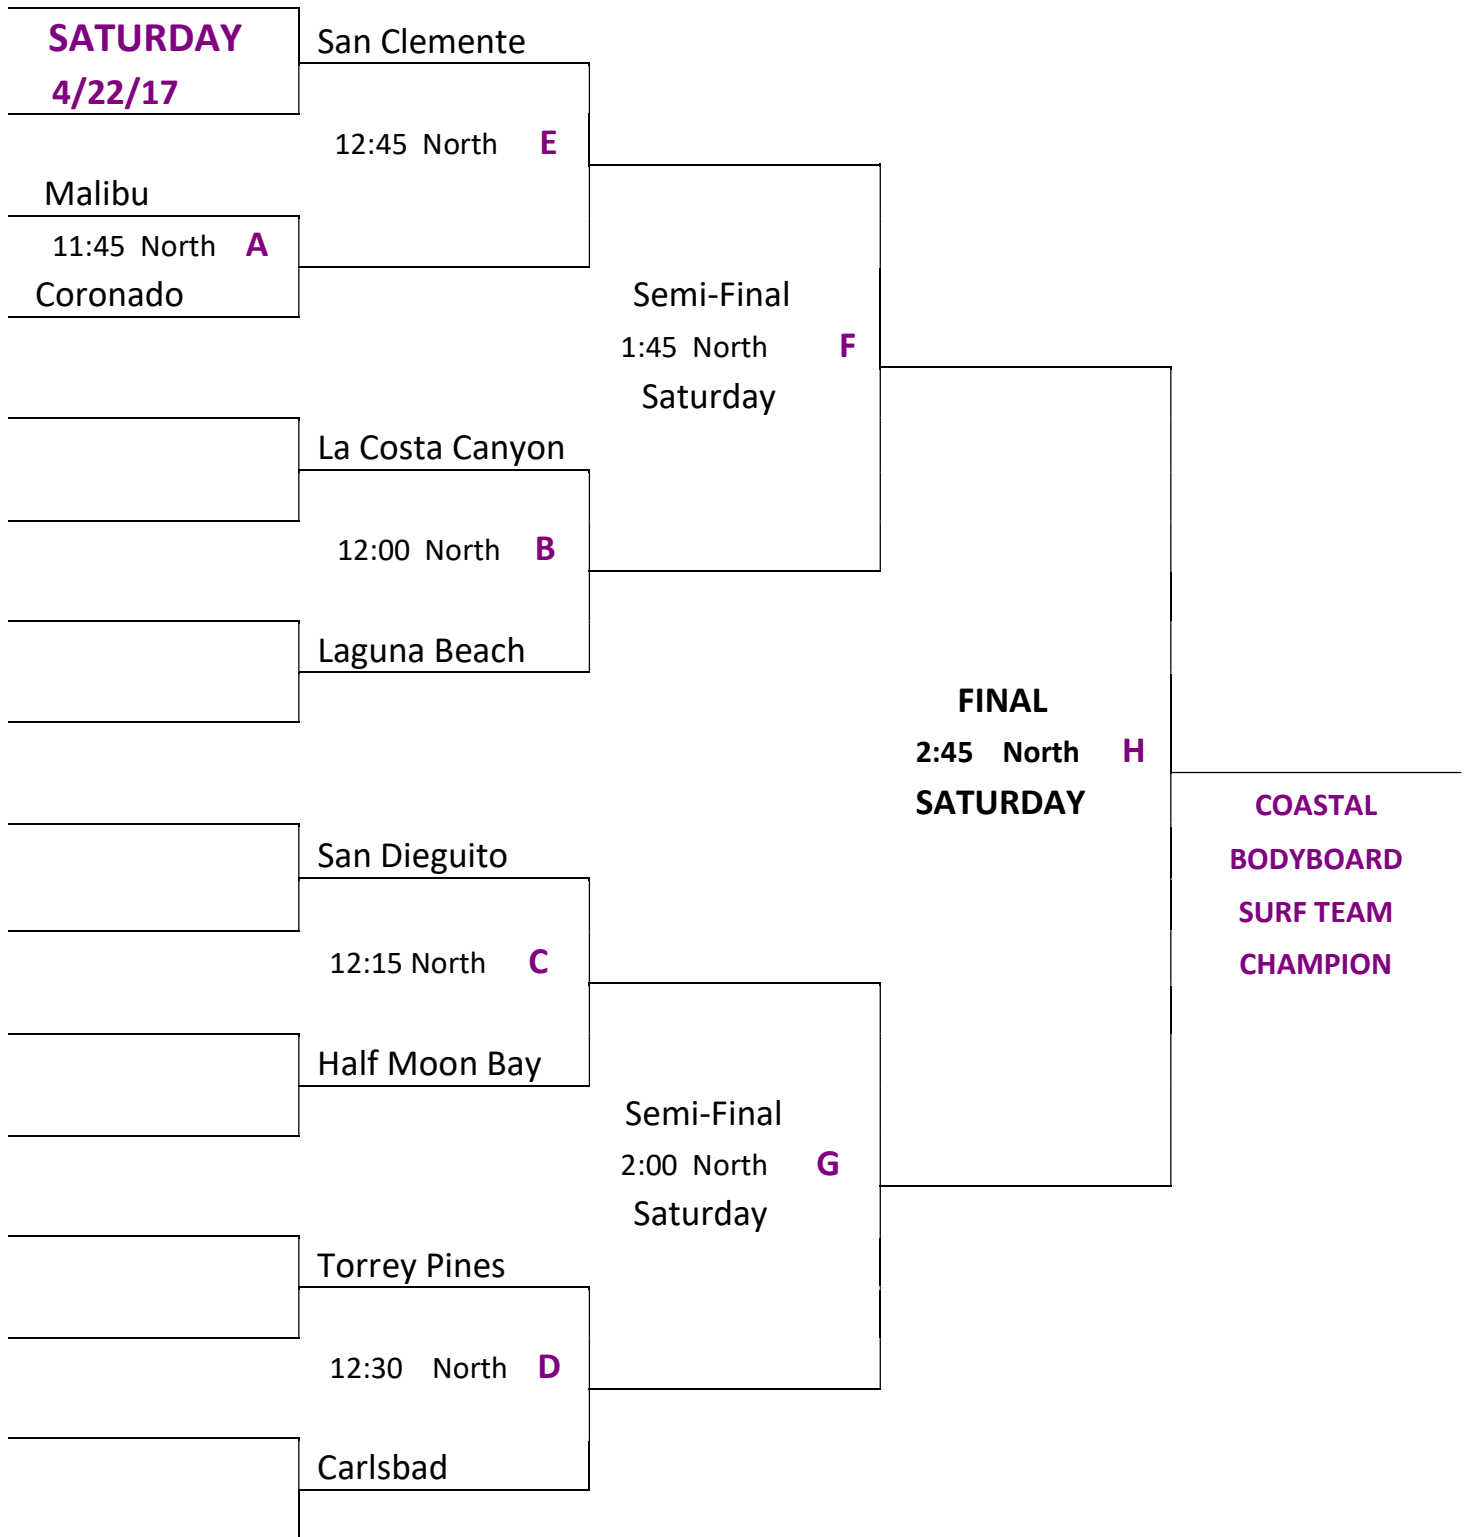 SATURDAY
4/22/17
San Clemente
12:45 North E
Malibu
11:45 North A
Coronado
Semi-Final
1:45 North F
Saturday
La Costa Canyon
12:00 North B
Laguna Beach
FINAL
2:45 North H
SATURDAY
COASTAL
BODYBOARD
SURF TEAM
CHAMPION
San Dieguito
12:15 North C
Half Moon Bay
Semi-Final
2:00 North G
Saturday
Torrey Pines
12:30 North D
Carlsbad